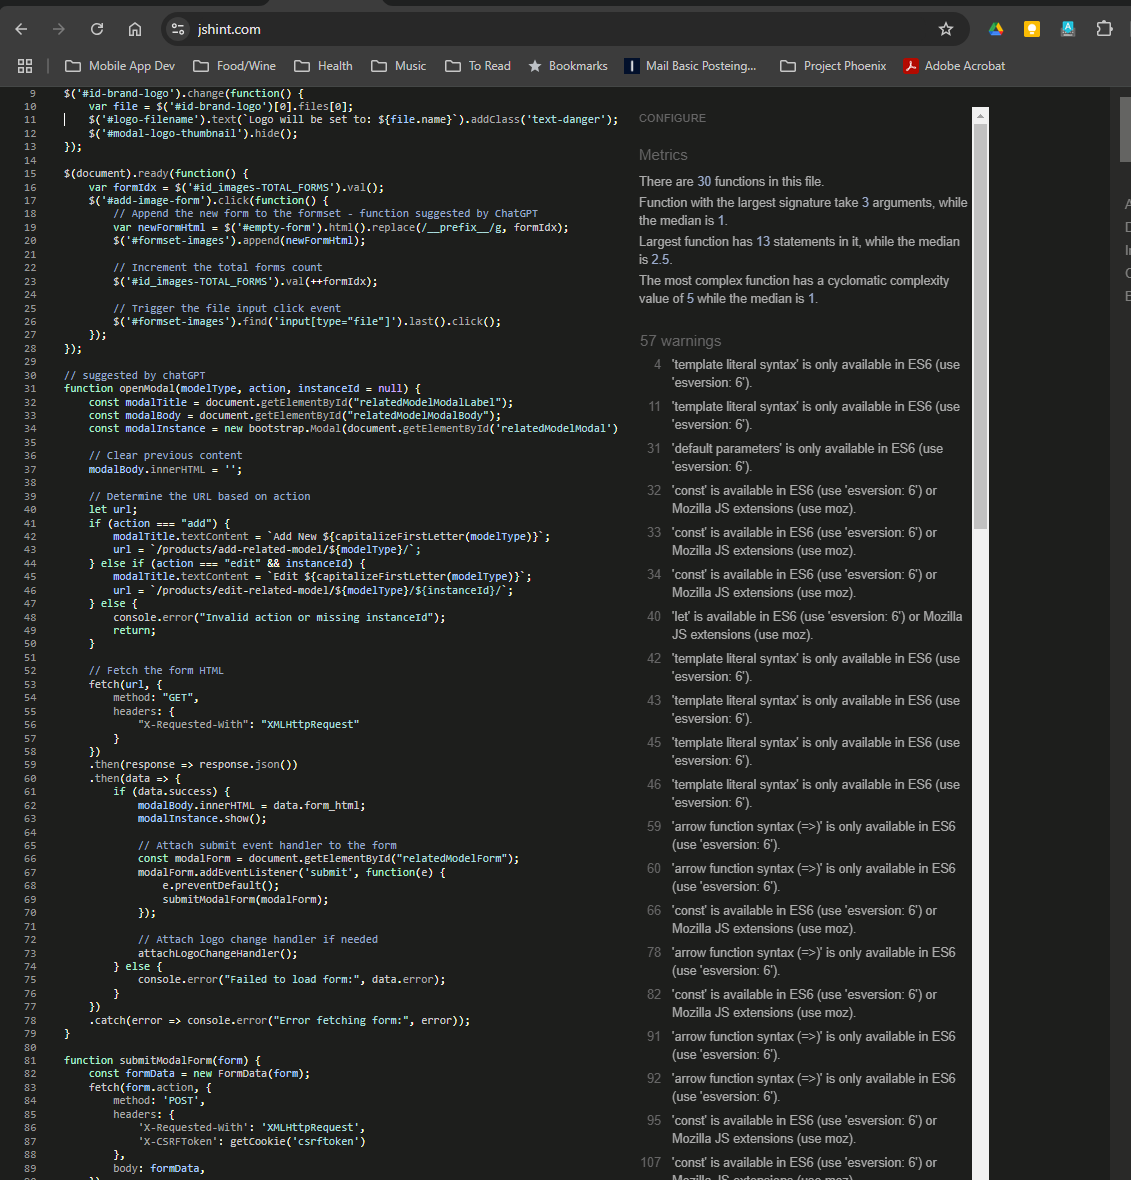 jshint.com
Mobile App Dev Food/Wine Health Music To Read Bookmarks Mail Basic Posteing... Project Phoenix Adobe Acrobat
9 $('#id-brand-logo').change(function() {
10 var file = $('#id-brand-logo')[0].files[0];
11 $('#logo-filename').text(`Logo will be set to: ${file.name}`).addClass('text-danger');
12 $('#modal-logo-thumbnail').hide();
13 });
14
15 $(document).ready(function() {
16 var formIdx = $('#id_images-TOTAL_FORMS').val();
17 $('#add-image-form').click(function() {
18 // Append the new form to the formset - function suggested by ChatGPT
19 var newFormHtml = $('#empty-form').html().replace(/__prefix__/g, formIdx);
20 $('#formset-images').append(newFormHtml);
21
22 // Increment the total forms count
23 $('#id_images-TOTAL_FORMS').val(++formIdx);
24
25 // Trigger the file input click event
26 $('#formset-images').find('input[type="file"]').last().click();
27 });
28 });
29
30 // suggested by chatGPT
31 function openModal(modelType, action, instanceId = null) {
32 const modalTitle = document.getElementById("relatedModelModalLabel");
33 const modalBody = document.getElementById("relatedModelModalBody");
34 const modalInstance = new bootstrap.Modal(document.getElementById('relatedModelModal')
35
36 // Clear previous content
37 modalBody.innerHTML = '';
38
39 // Determine the URL based on action
40 let url;
41 if (action === "add") {
42 modalTitle.textContent = `Add New ${capitalizeFirstLetter(modelType)}`;
43 url = `/products/add-related-model/${modelType}/`;
44 } else if (action === "edit" && instanceId) {
45 modalTitle.textContent = `Edit ${capitalizeFirstLetter(modelType)}`;
46 url = `/products/edit-related-model/${modelType}/${instanceId}/`;
47 } else {
48 console.error("Invalid action or missing instanceId");
49 return;
50 }
51
52 // Fetch the form HTML
53 fetch(url, {
54 method: "GET",
55 headers: {
56 "X-Requested-With": "XMLHttpRequest"
57 }
58 })
59 .then(response => response.json())
60 .then(data => {
61 if (data.success) {
62 modalBody.innerHTML = data.form_html;
63 modalInstance.show();
64
65 // Attach submit event handler to the form
66 const modalForm = document.getElementById("relatedModelForm");
67 modalForm.addEventListener('submit', function(e) {
68 e.preventDefault();
69 submitModalForm(modalForm);
70 });
71
72 // Attach logo change handler if needed
73 attachLogoChangeHandler();
74 } else {
75 console.error("Failed to load form:", data.error);
76 }
77 })
78 .catch(error => console.error("Error fetching form:", error));
79 }
80
81 function submitModalForm(form) {
82 const formData = new FormData(form);
83 fetch(form.action, {
84 method: 'POST',
85 headers: {
86 'X-Requested-With': 'XMLHttpRequest',
87 'X-CSRFToken': getCookie('csrftoken')
88 },
89 body: formData,
CONFIGURE
Metrics
There are 30 functions in this file.
Function with the largest signature take 3 arguments, while
the median is 1.
Largest function has 13 statements in it, while the median
is 2.5.
The most complex function has a cyclomatic complexity
value of 5 while the median is 1.
57 warnings
4 'template literal syntax' is only available in ES6 (use
'esversion: 6').
11 'template literal syntax' is only available in ES6 (use
'esversion: 6').
31 'default parameters' is only available in ES6 (use
'esversion: 6').
32 'const' is available in ES6 (use 'esversion: 6') or
Mozilla JS extensions (use moz).
33 'const' is available in ES6 (use 'esversion: 6') or
Mozilla JS extensions (use moz).
34 'const' is available in ES6 (use 'esversion: 6') or
Mozilla JS extensions (use moz).
40 'let' is available in ES6 (use 'esversion: 6') or Mozilla
JS extensions (use moz).
42 'template literal syntax' is only available in ES6 (use
'esversion: 6').
43 'template literal syntax' is only available in ES6 (use
'esversion: 6').
45 'template literal syntax' is only available in ES6 (use
'esversion: 6').
46 'template literal syntax' is only available in ES6 (use
'esversion: 6').
59 'arrow function syntax (=>)' is only available in ES6
(use 'esversion: 6').
60 'arrow function syntax (=>)' is only available in ES6
(use 'esversion: 6').
66 'const' is available in ES6 (use 'esversion: 6') or
Mozilla JS extensions (use moz).
78 'arrow function syntax (=>)' is only available in ES6
(use 'esversion: 6').
82 'const' is available in ES6 (use 'esversion: 6') or
Mozilla JS extensions (use moz).
91 'arrow function syntax (=>)' is only available in ES6
(use 'esversion: 6').
92 'arrow function syntax (=>)' is only available in ES6
(use 'esversion: 6').
95 'const' is available in ES6 (use 'esversion: 6') or
Mozilla JS extensions (use moz).
107 'const' is available in ES6 (use 'esversion: 6') or
Mozilla JS extensions (use moz).